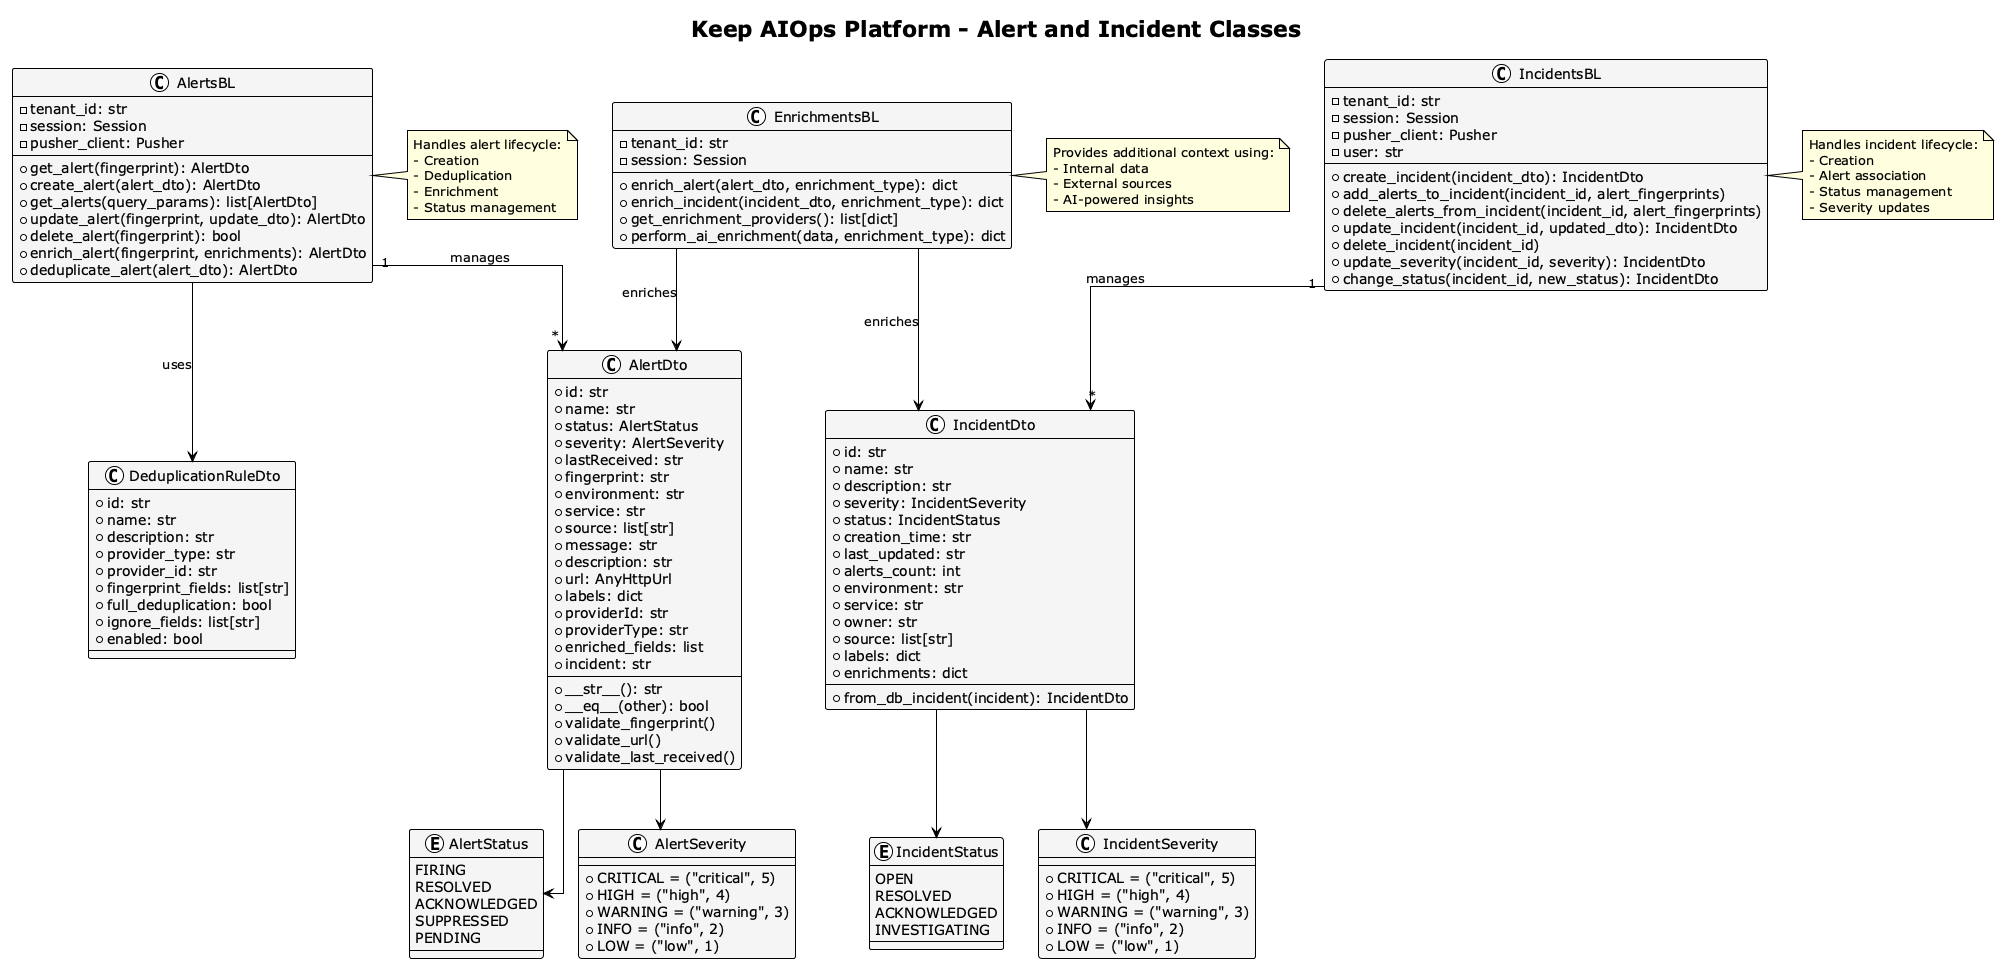 Keep AIOps Platform - Alert and Incident Classes
C AlertsBL
tenant_id: str
session: Session
pusher_client: Pusher
get_alert(fingerprint): AlertDto
create_alert(alert_dto): AlertDto
get_alerts(query_params): list[AlertDto]
update_alert(fingerprint, update_dto): AlertDto
delete_alert(fingerprint): bool
enrich_alert(fingerprint, enrichments): AlertDto
deduplicate_alert(alert_dto): AlertDto
Handles alert lifecycle:
- Creation
- Deduplication
- Enrichment
- Status management
C EnrichmentsBL
tenant_id: str
session: Session
enrich_alert(alert_dto, enrichment_type): dict
enrich_incident(incident_dto, enrichment_type): dict
get_enrichment_providers(): list[dict]
perform_ai_enrichment(data, enrichment_type): dict
Provides additional context using:
- Internal data
- External sources
- AI-powered insights
C IncidentsBL
tenant_id: str
session: Session
pusher_client: Pusher
user: str
create_incident(incident_dto): IncidentDto
add_alerts_to_incident(incident_id, alert_fingerprints)
delete_alerts_from_incident(incident_id, alert_fingerprints)
update_incident(incident_id, updated_dto): IncidentDto
delete_incident(incident_id)
update_severity(incident_id, severity): IncidentDto
change_status(incident_id, new_status): IncidentDto
Handles incident lifecycle:
- Creation
- Alert association
- Status management
- Severity updates
1
manages
*
enriches
enriches
manages
1
*
uses
C DeduplicationRuleDto
id: str
name: str
description: str
provider_type: str
provider_id: str
fingerprint_fields: list[str]
full_deduplication: bool
ignore_fields: list[str]
enabled: bool
C AlertDto
id: str
name: str
status: AlertStatus
severity: AlertSeverity
lastReceived: str
fingerprint: str
environment: str
service: str
source: list[str]
message: str
description: str
url: AnyHttpUrl
labels: dict
providerId: str
providerType: str
enriched_fields: list
incident: str
__str__(): str
__eq__(other): bool
validate_fingerprint()
validate_url()
validate_last_received()
C IncidentDto
id: str
name: str
description: str
severity: IncidentSeverity
status: IncidentStatus
creation_time: str
last_updated: str
alerts_count: int
environment: str
service: str
owner: str
source: list[str]
labels: dict
enrichments: dict
from_db_incident(incident): IncidentDto
E AlertStatus
FIRING
RESOLVED
ACKNOWLEDGED
SUPPRESSED
PENDING
C AlertSeverity
CRITICAL = ("critical", 5)
HIGH = ("high", 4)
WARNING = ("warning", 3)
INFO = ("info", 2)
LOW = ("low", 1)
E IncidentStatus
OPEN
RESOLVED
ACKNOWLEDGED
INVESTIGATING
C IncidentSeverity
CRITICAL = ("critical", 5)
HIGH = ("high", 4)
WARNING = ("warning", 3)
INFO = ("info", 2)
LOW = ("low", 1)